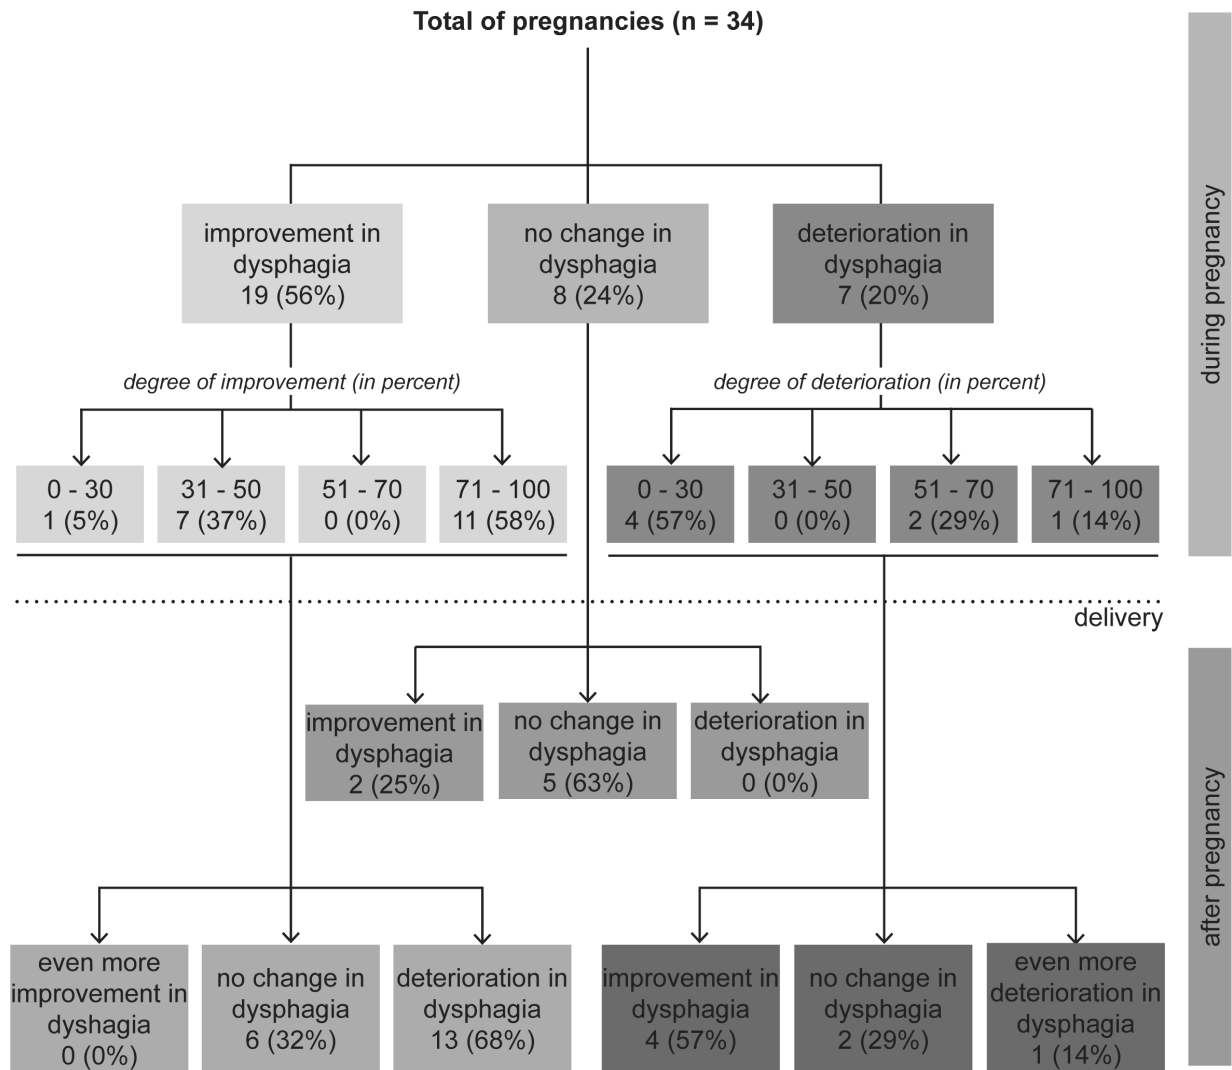 Total of pregnancies (n = 34)
improvement in
dysphagia
19 (56%)
no change in
dysphagia
8 (24%)
deterioration in
dysphagia
7 (20%)
during pregnancy
degree of improvement (in percent)
degree of deterioration (in percent)
0 - 30
1 (5%)
31 - 50
7 (37%)
51 - 70
0 (0%)
71 - 100
11 (58%)
0 - 30
4 (57%)
31 - 50
0 (0%)
51 - 70
2 (29%)
71 - 100
1 (14%)
delivery
improvement in
dysphagia
2 (25%)
no change in
dysphagia
5 (63%)
deterioration in
dysphagia
0 (0%)
after pregnancy
even more
improvement in
dyshagia
0 (0%)
no change in
dysphagia
6 (32%)
deterioration in
dysphagia
13 (68%)
improvement in
dysphagia
4 (57%)
no change in
dysphagia
2 (29%)
even more
deterioration in
dysphagia
1 (14%)